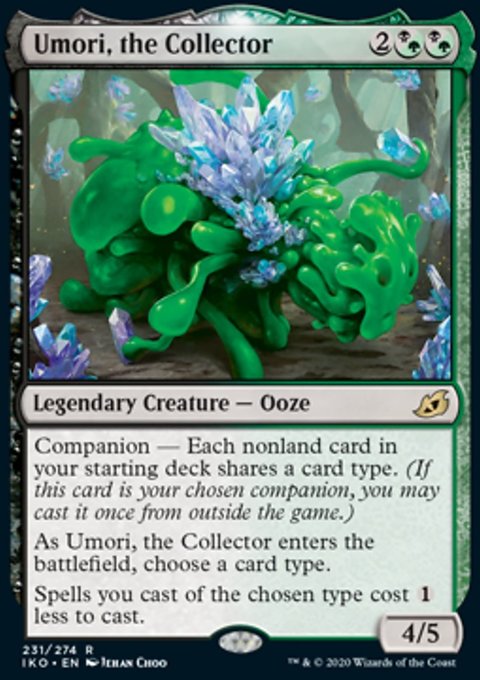 Umori, the Collector 2
Legendary Creature — Ooze
Companion — Each nonland card in
your starting deck shares a card type. (If
this card is your chosen companion, you may
cast it once from outside the game.)
As Umori, the Collector enters the
battlefield, choose a card type.
Spells you cast of the chosen type cost 1
less to cast.
4/5
231/274 R
IKO • EN Jehan Choo
™ & © 2020 Wizards of the Coast